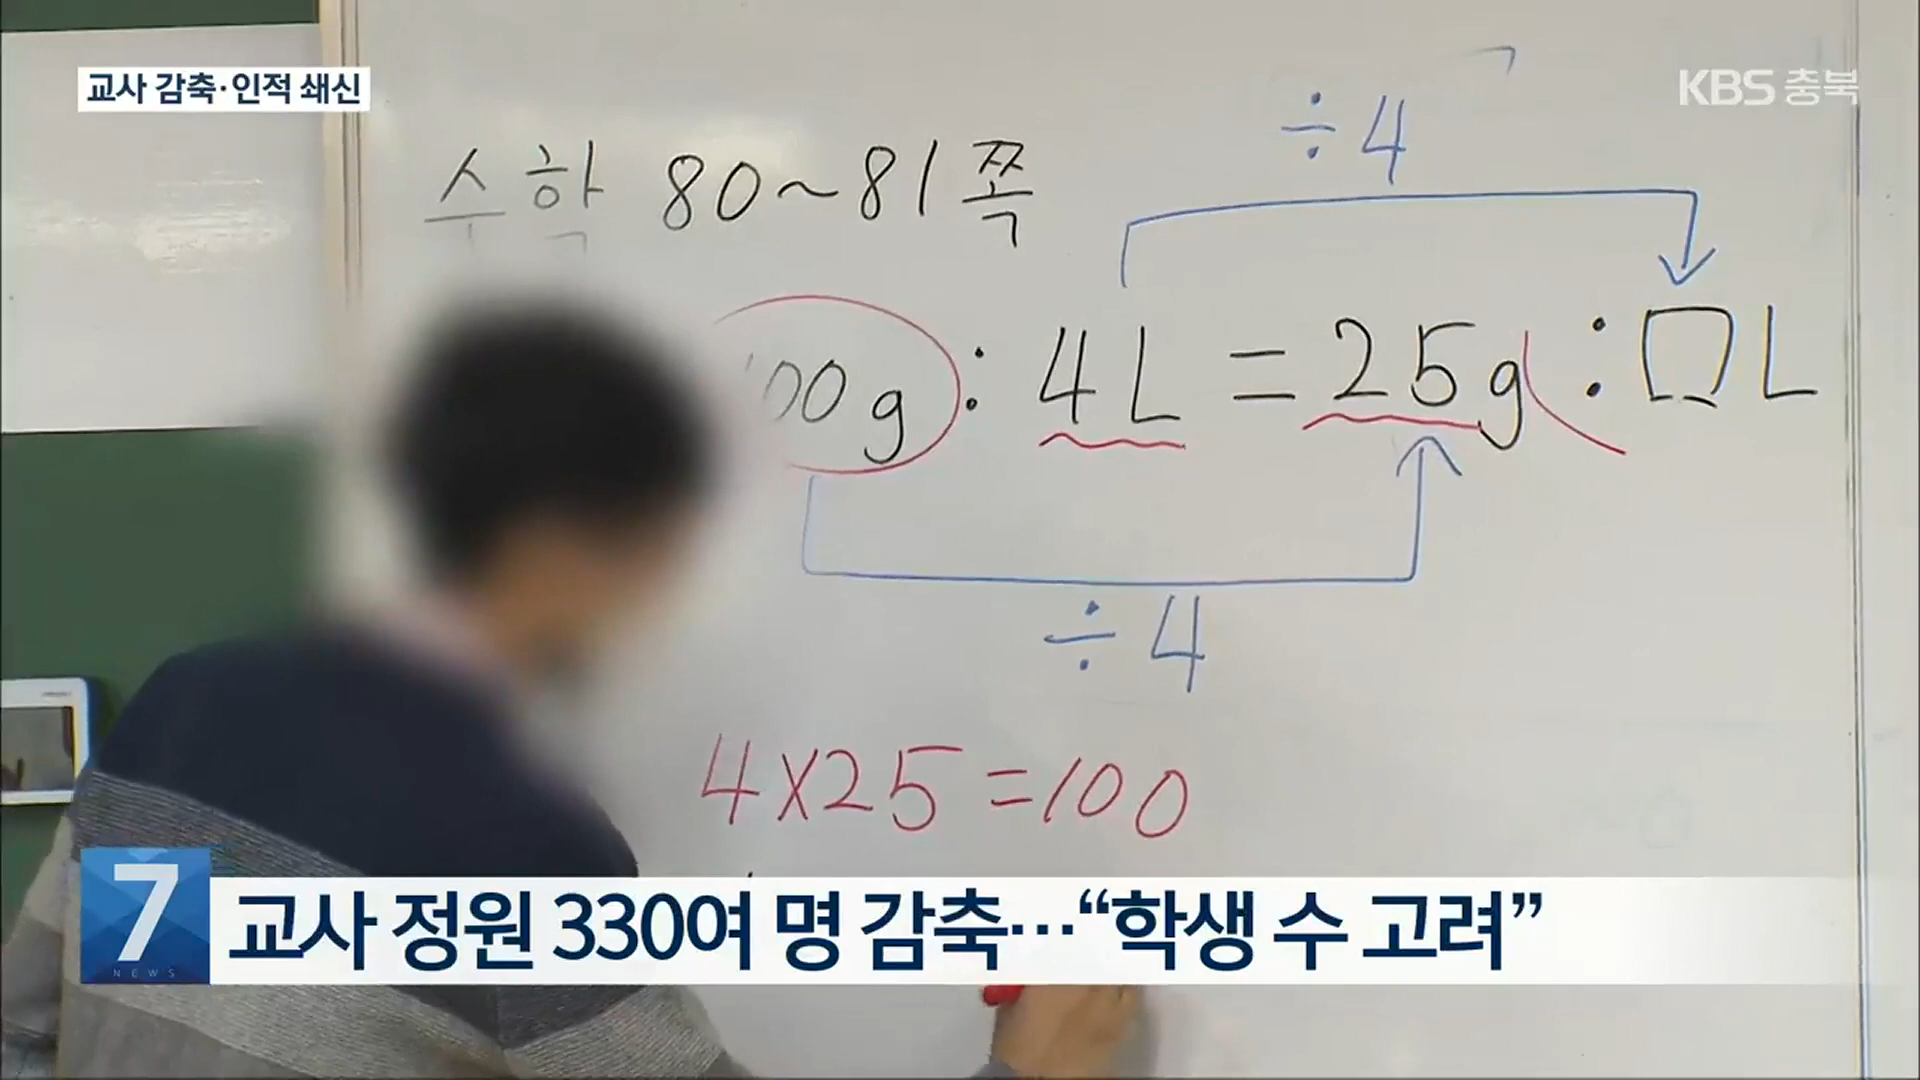 교사 감축·인적 쇄신
KBS 충북
÷4
수학 80~81쪽
00g : 4L = 25g : □L
÷4
4×25=100
7
NEWS
교사 정원 330여 명 감축…“학생 수 고려”